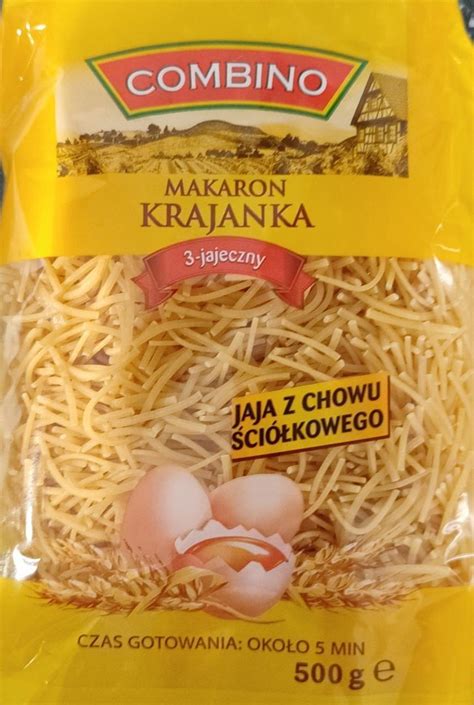 COMBINO
MAKARON
KRAJANKA
3-jajeczny
JAJA Z CHOWU
ŚCIÓŁKOWEGO
CZAS GOTOWANIA: OKOŁO 5 MIN
500 g ℮